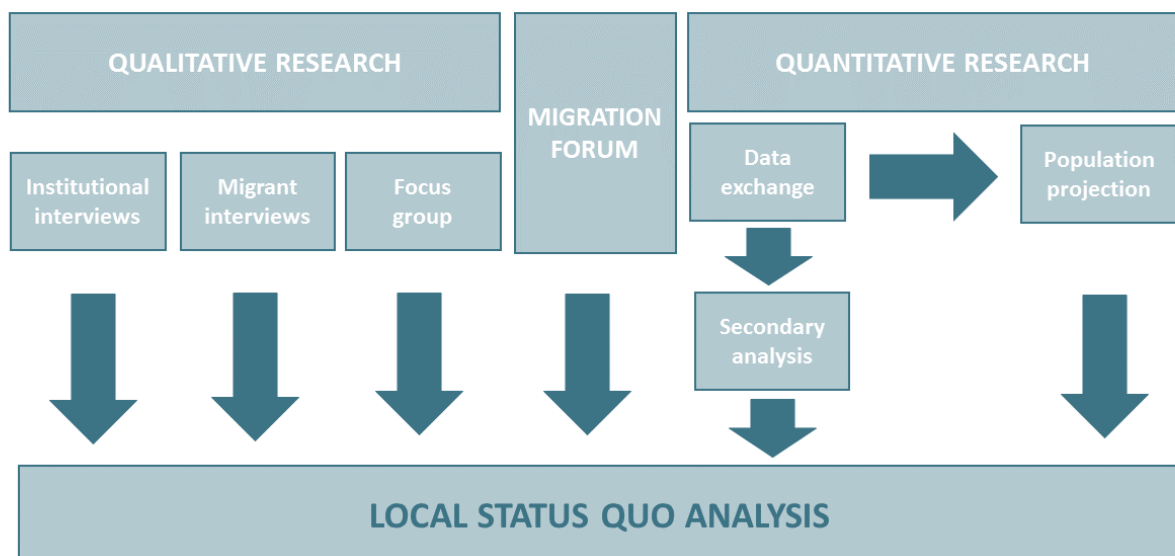 QUALITATIVE RESEARCH
MIGRATION
FORUM
QUANTITATIVE RESEARCH
Institutional
interviews
Migrant
interviews
Focus
group
Data
exchange
Population
projection
Secondary
analysis
LOCAL STATUS QUO ANALYSIS